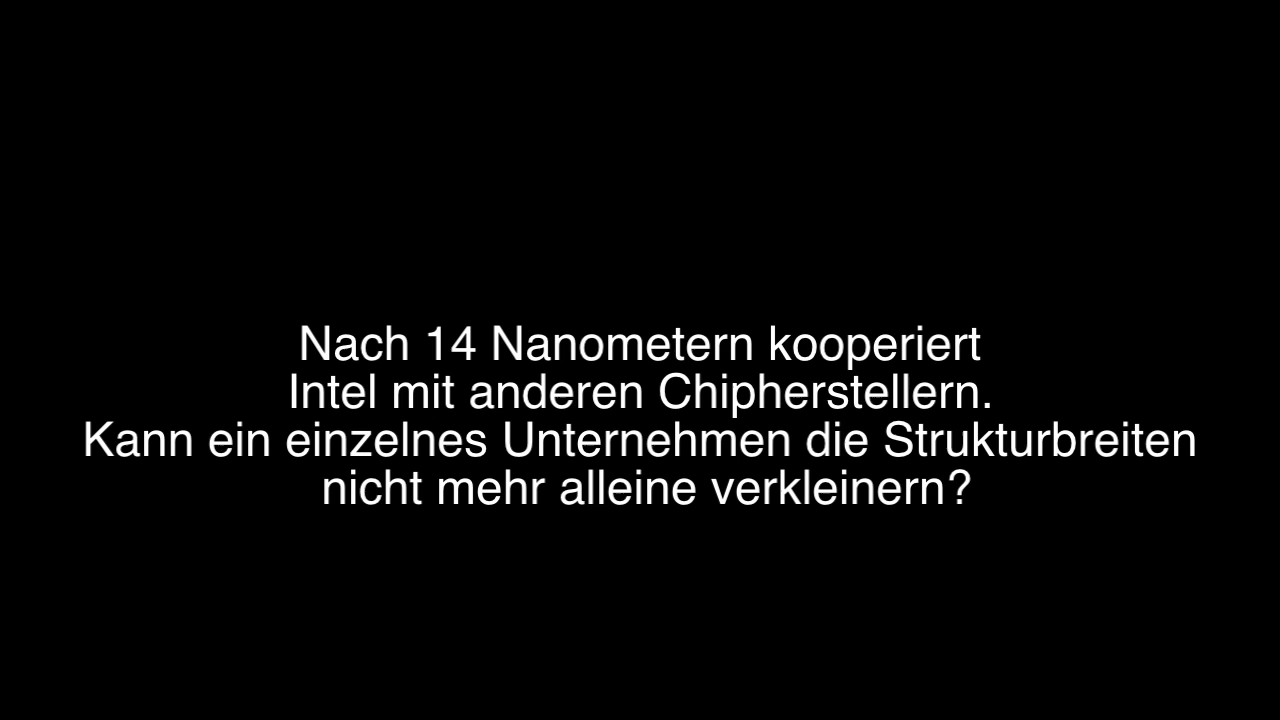 Nach 14 Nanometern kooperiert
Intel mit anderen Chipherstellern.
Kann ein einzelnes Unternehmen die Strukturbreiten
nicht mehr alleine verkleinern?